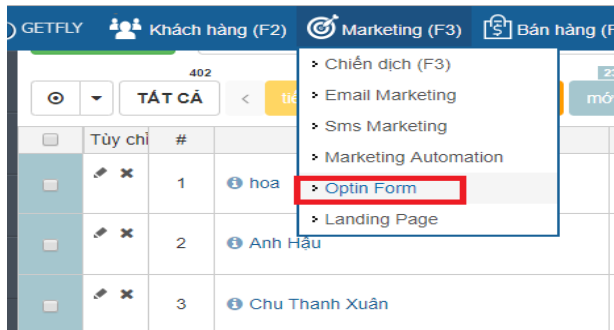 GETFLY Khách hàng (F2) Marketing (F3) Bán hàng (F
Chiến dịch (F3)
402
TẤT CẢ
Email Marketing
Sms Marketing
Tùy chỉ #
Marketing Automation
1 hoa
Optin Form
Landing Page
2 Anh Hậu
3 Chu Thanh Xuân